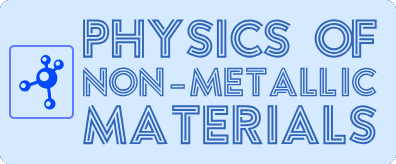 PHYSICS OF
NON-METALLIC
MATERIALS